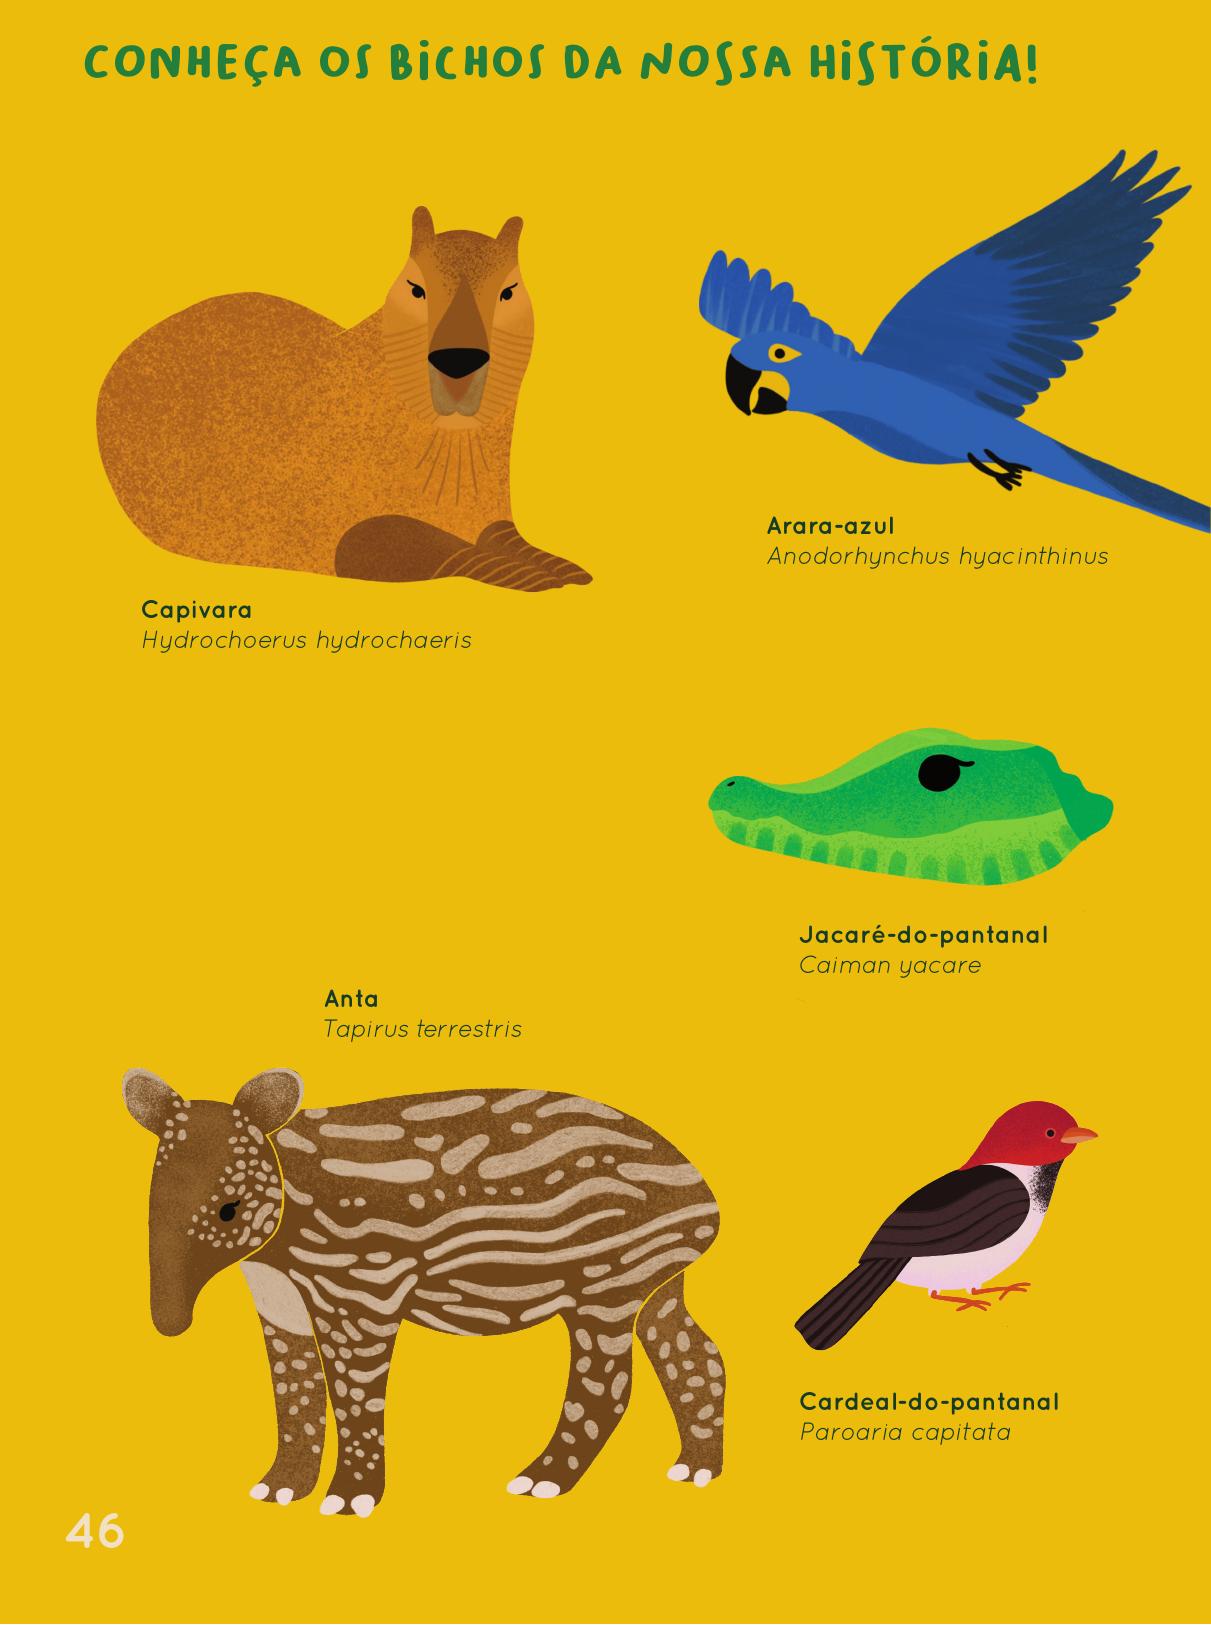 CONHEÇA OS BiCHOS DA NOSSA HiSTÓRiA!
Arara-azul
Anodorhynchus hyacinthinus
Capivara
Hydrochoerus hydrochaeris
Jacaré-do-pantanal
Caiman yacare
Anta
Tapirus terrestris
Cardeal-do-pantanal
Paroaria capitata
46